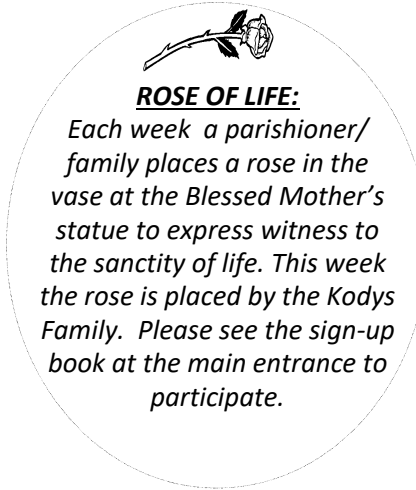 ROSE OF LIFE:
Each week  a parishioner/
family places a rose in the
vase at the Blessed Mother’s
statue to express witness to
the sanctity of life. This week
the rose is placed by the Kodys
Family.  Please see the sign-up
book at the main entrance to
participate.